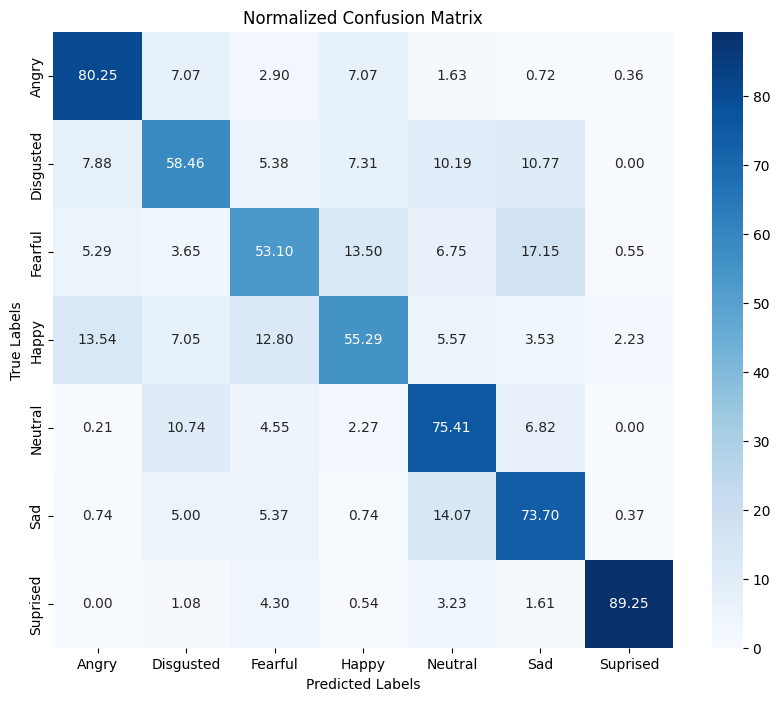 Normalized Confusion Matrix
Angry 80.25 7.07 2.90 7.07 1.63 0.72 0.36
Disgusted 7.88 58.46 5.38 7.31 10.19 10.77 0.00
Fearful 5.29 3.65 53.10 13.50 6.75 17.15 0.55
Happy 13.54 7.05 12.80 55.29 5.57 3.53 2.23
Neutral 0.21 10.74 4.55 2.27 75.41 6.82 0.00
Sad 0.74 5.00 5.37 0.74 14.07 73.70 0.37
Suprised 0.00 1.08 4.30 0.54 3.23 1.61 89.25
True Labels
Angry Disgusted Fearful Happy Neutral Sad Suprised
Predicted Labels
80
70
60
50
40
30
20
10
0